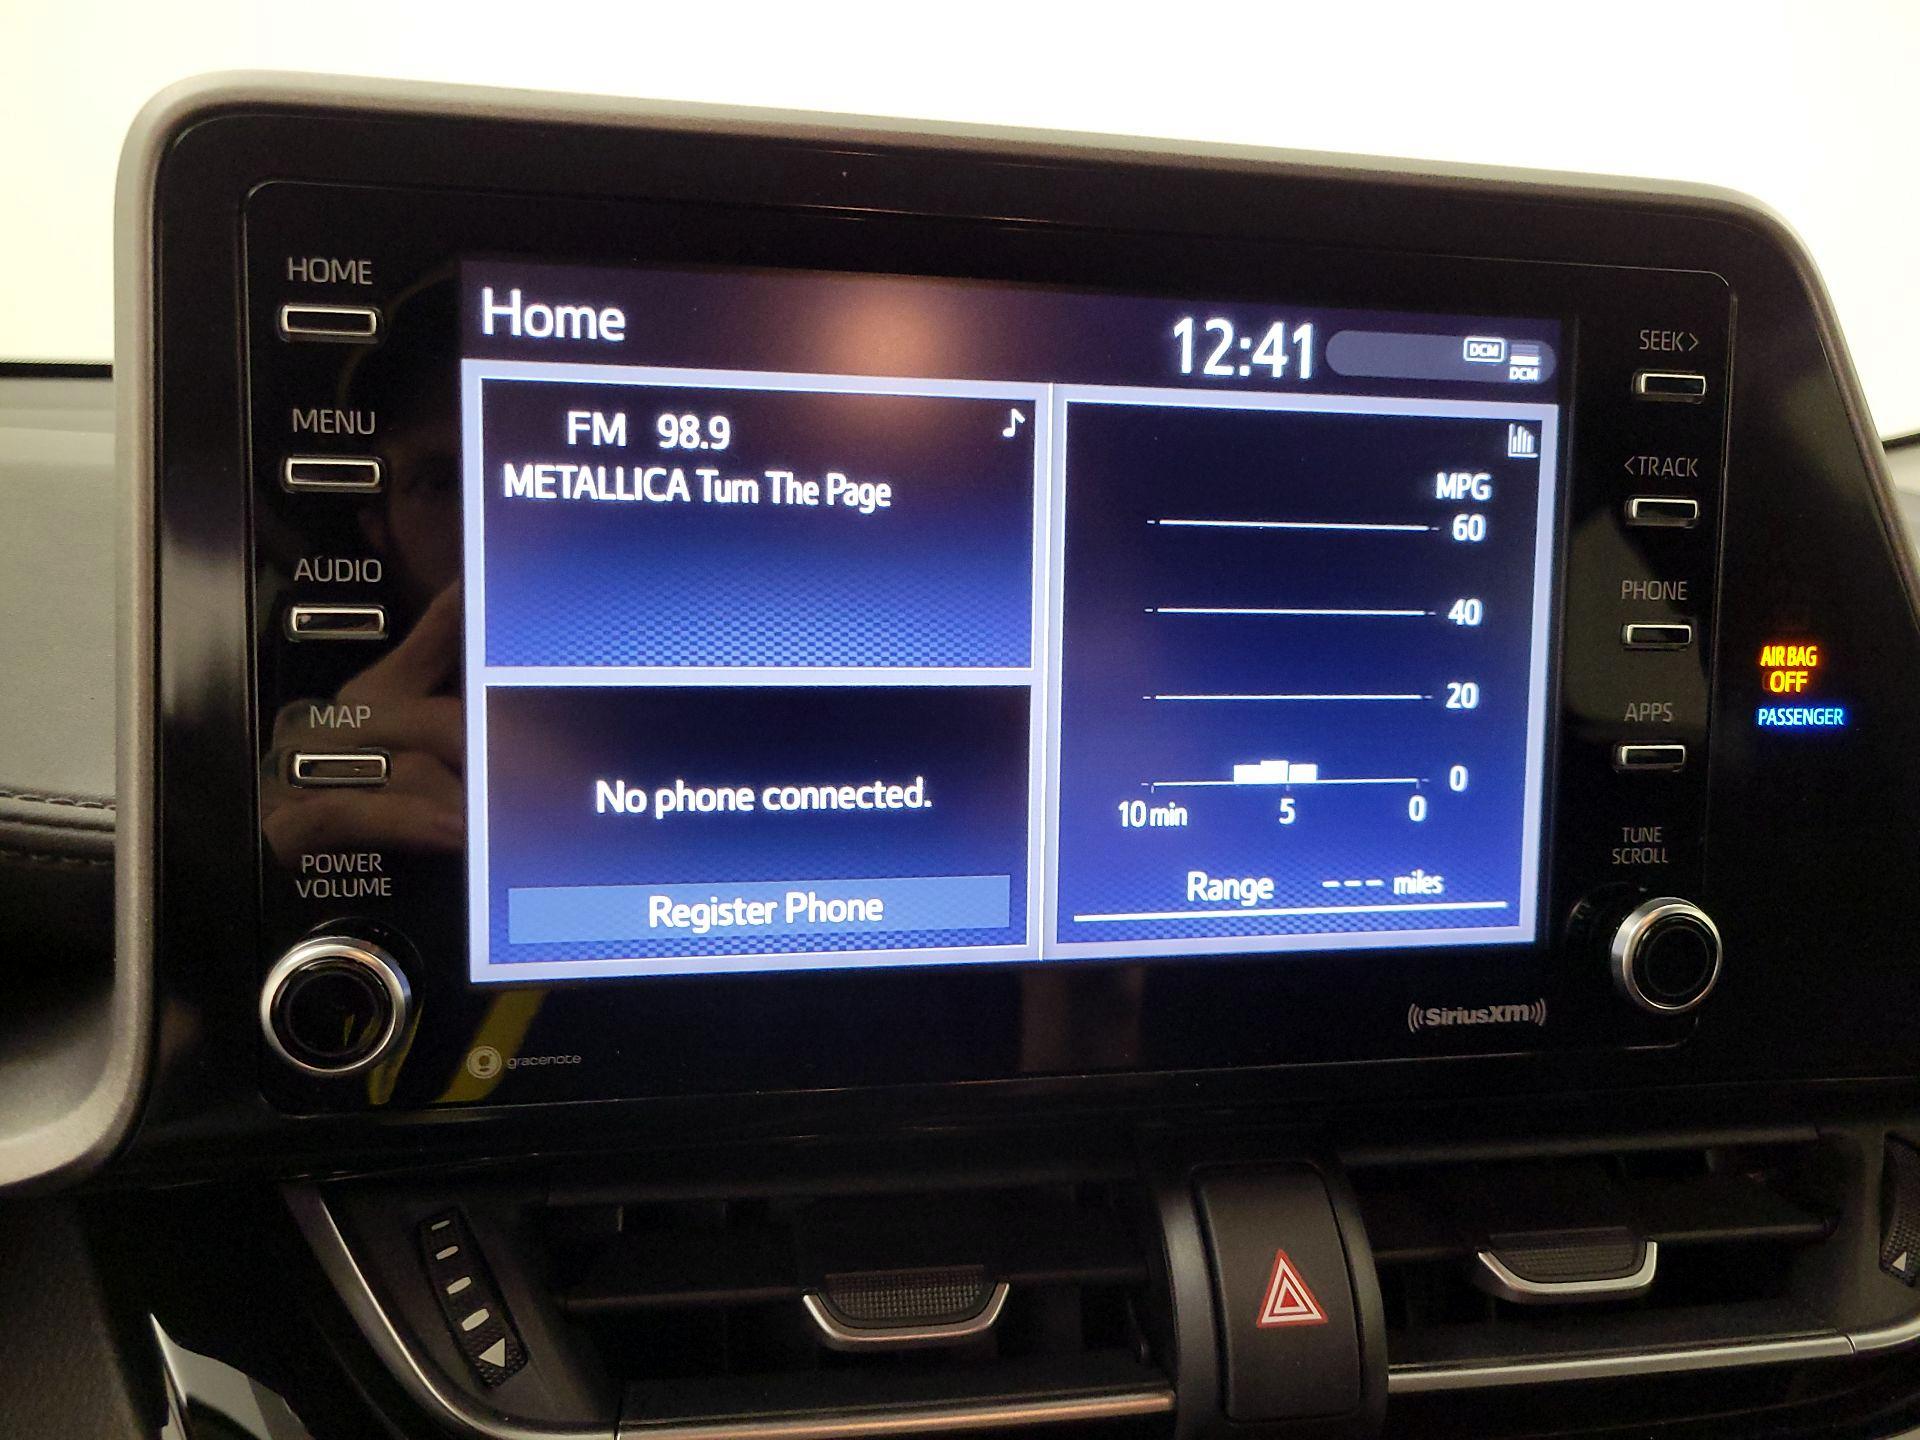 HOME
MENU
AUDIO
MAP
POWER
VOLUME
Home
12:41
DCM
DCM
FM 98.9
METALLICA Turn The Page
No phone connected.
Register Phone
MPG
60
40
20
0
10 min 5 0
Range --- miles
SEEK >
< TRACK
PHONE
APPS
TUNE
SCROLL
AIR BAG
OFF
PASSENGER
gracenote
((SiriusXM))